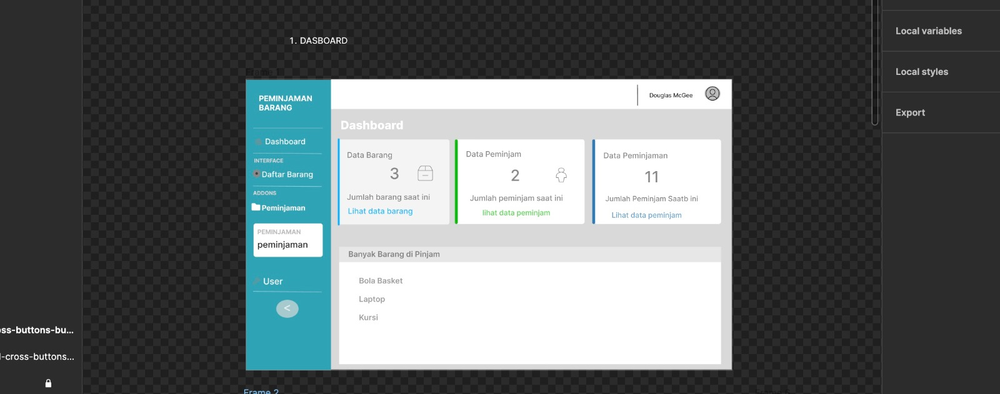 Local variables
1. DASBOARD
Local styles
Frame 1
Export
PEMINJAMAN
BARANG
Douglas McGee
Dashboard
Dashboard
INTERFACE
Daftar Barang
ADDONS
Peminjaman
PEMINJAMAN
peminjaman
User
<
Data Barang
3
Jumlah barang saat ini
Lihat data barang
Data Peminjam
2
Jumlah peminjam saat ini
lihat data peminjam
Data Peminjaman
11
Jumlah Peminjam Saatb ini
Lihat data peminjam
Banyak Barang di Pinjam
Bola Basket
Laptop
Kursi
oss-buttons-bu...
l-cross-buttons...
Frame 2